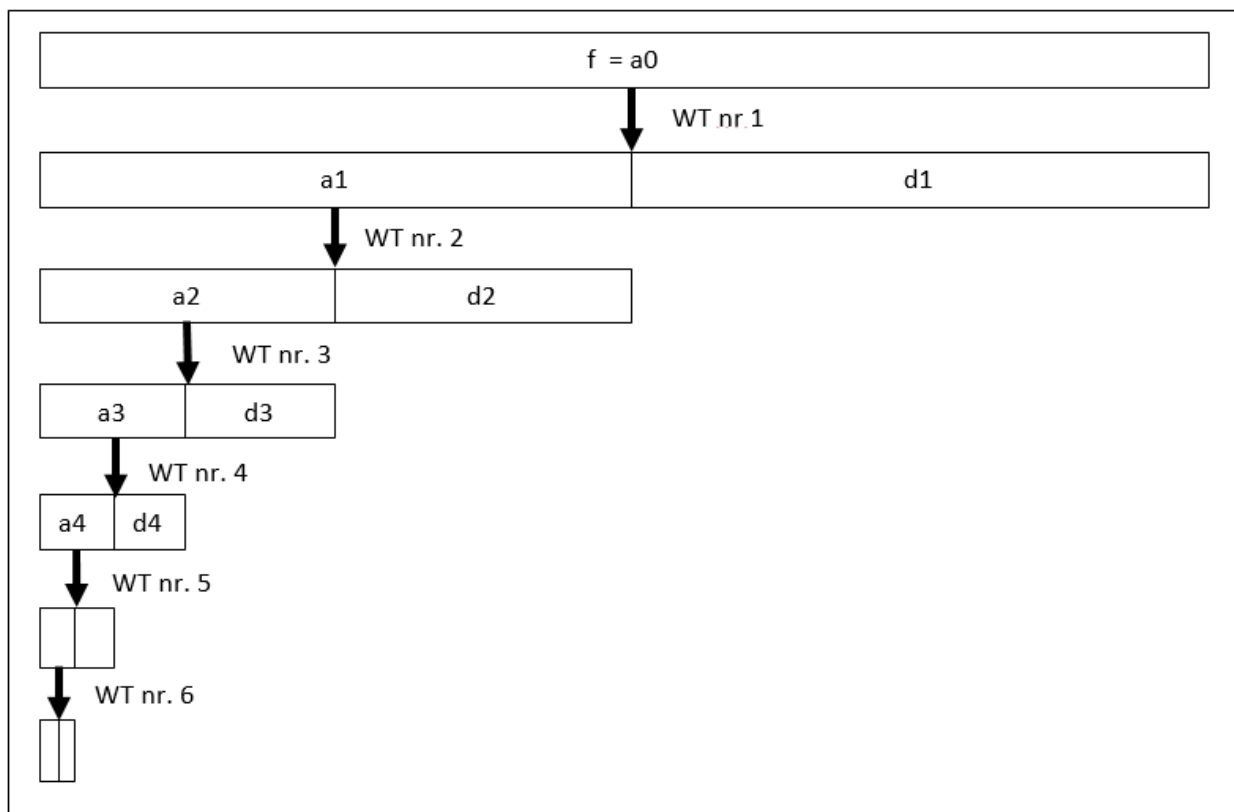 f = a0
WT nr 1
a1 d1
WT nr. 2
a2 d2
WT nr. 3
a3 d3
WT nr. 4
a4 d4
WT nr. 5
WT nr. 6